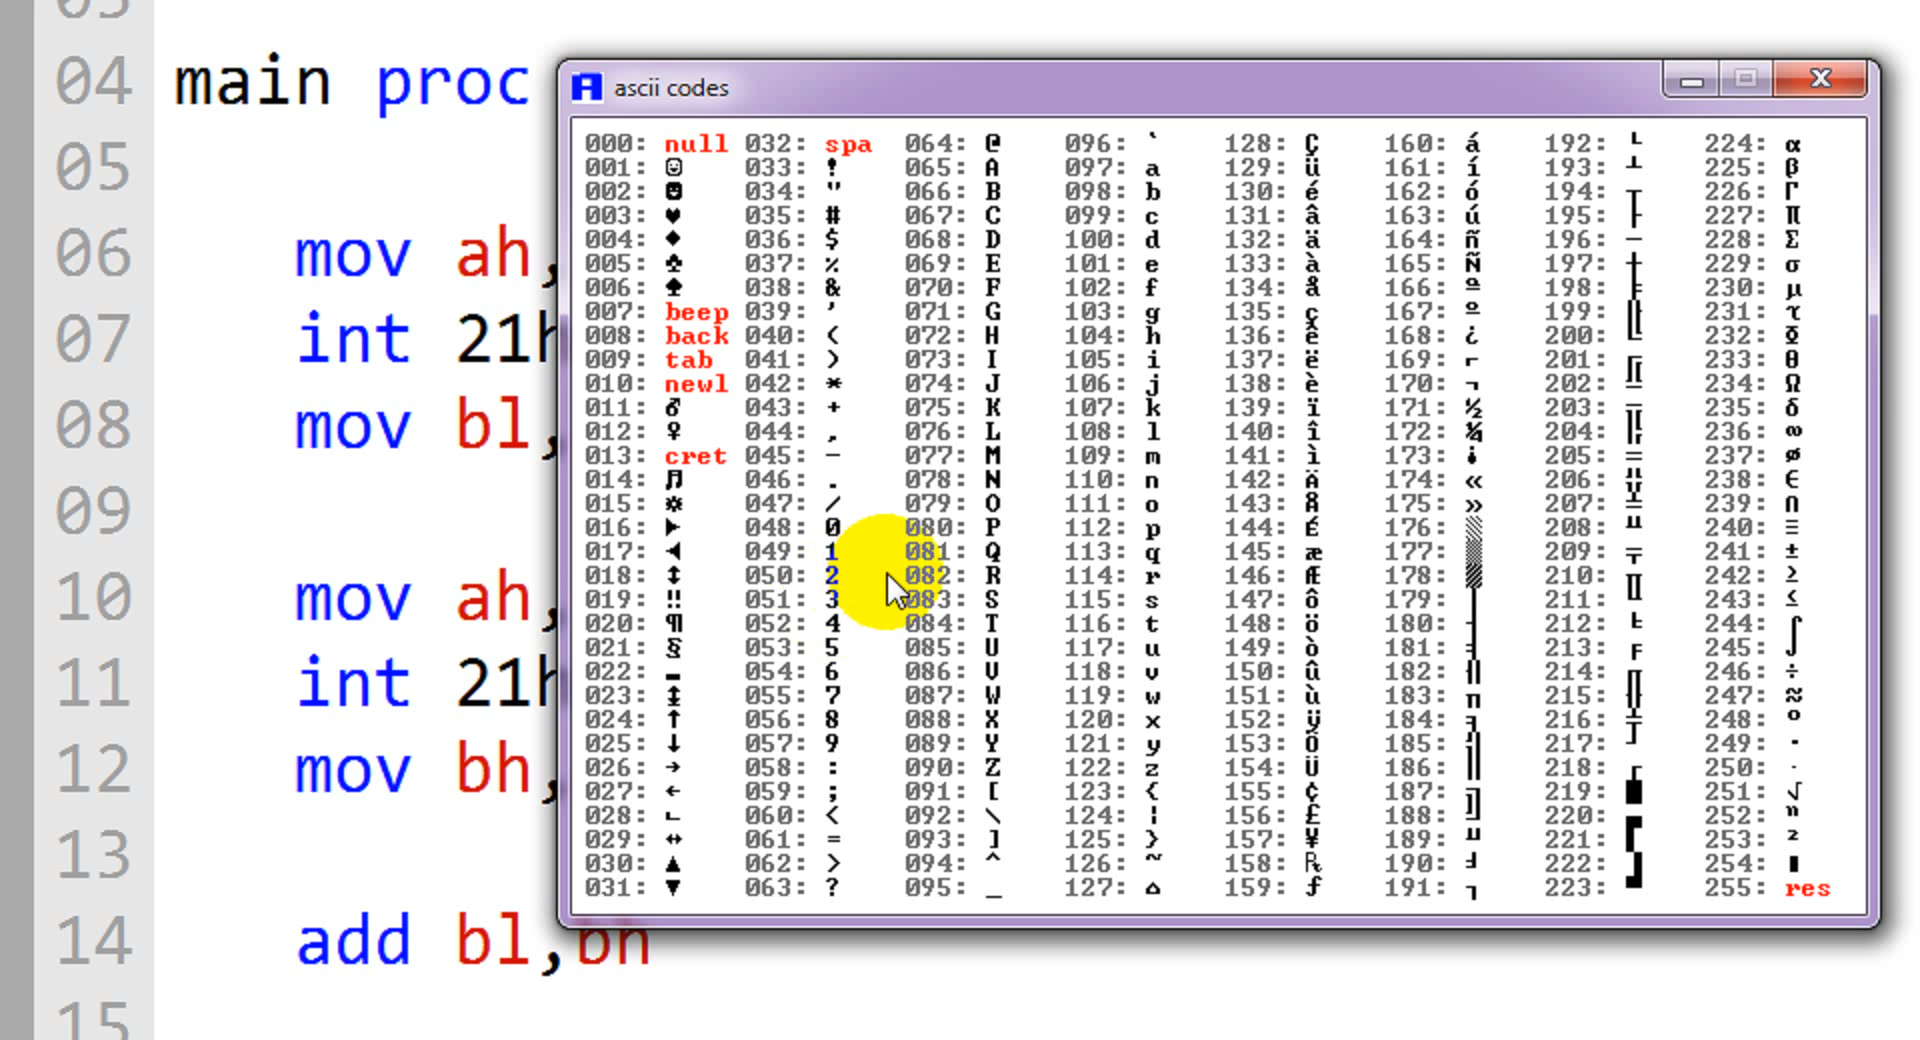 03
04 main proc
05
06 mov ah,
07 int 21h
08 mov bl,
09
10 mov ah,
11 int 21h
12 mov bh,
13
14 add bl,bh
15
ascii codes
000: null 032: spa 064: @ 096: ` 128: Ç 160: á 192: └ 224: α
001: ☺ 033: ! 065: A 097: a 129: ü 161: í 193: ┴ 225: β
002: ☻ 034: " 066: B 098: b 130: é 162: ó 194: ┬ 226: Γ
003: ♥ 035: # 067: C 099: c 131: â 163: ú 195: ├ 227: π
004: ♦ 036: $ 068: D 100: d 132: ä 164: ñ 196: ─ 228: Σ
005: ♣ 037: % 069: E 101: e 133: à 165: Ñ 197: ┼ 229: σ
006: ♠ 038: & 070: F 102: f 134: å 166: ª 198: ╞ 230: µ
007: beep 039: ' 071: G 103: g 135: ç 167: º 199: ╟ 231: τ
008: back 040: ( 072: H 104: h 136: ê 168: ¿ 200: ╚ 232: Φ
009: tab 041: ) 073: I 105: i 137: ë 169: ⌐ 201: ╔ 233: Θ
010: newl 042: * 074: J 106: j 138: è 170: ¬ 202: ╩ 234: Ω
011: ♂ 043: + 075: K 107: k 139: ï 171: ½ 203: ╦ 235: δ
012: ♀ 044: , 076: L 108: l 140: î 172: ¼ 204: ╠ 236: ∞
013: cret 045: - 077: M 109: m 141: ì 173: ¡ 205: ═ 237: ø
014: ♫ 046: . 078: N 110: n 142: Ä 174: « 206: ╬ 238: ∈
015: ☼ 047: / 079: O 111: o 143: Å 175: » 207: ╧ 239: ∩
016: ► 048: 0 080: P 112: p 144: É 176: ░ 208: ╨ 240: ≡
017: ◄ 049: 1 081: Q 113: q 145: æ 177: ▒ 209: ╤ 241: ±
018: ↕ 050: 2 082: R 114: r 146: Æ 178: ▓ 210: ╥ 242: ≥
019: ‼ 051: 3 083: S 115: s 147: ô 179: │ 211: ╙ 243: ≤
020: ¶ 052: 4 084: T 116: t 148: ö 180: ┤ 212: ╘ 244: ⌠
021: § 053: 5 085: U 117: u 149: ò 181: ╡ 213: ╒ 245: ⌡
022: ▬ 054: 6 086: V 118: v 150: û 182: ╢ 214: ╓ 246: ÷
023: ↨ 055: 7 087: W 119: w 151: ù 183: ╖ 215: ╫ 247: ≈
024: ↑ 056: 8 088: X 120: x 152: ÿ 184: ╕ 216: ╪ 248: °
025: ↓ 057: 9 089: Y 121: y 153: Ö 185: ╣ 217: ┘ 249: ∙
026: → 058: : 090: Z 122: z 154: Ü 186: ║ 218: ┌ 250: ·
027: ← 059: ; 091: [ 123: { 155: ¢ 187: ╗ 219: █ 251: √
028: ∟ 060: < 092: \ 124: ¦ 156: £ 188: ╝ 220: ▄ 252: ⁿ
029: ↔ 061: = 093: ] 125: } 157: ¥ 189: ╜ 221: ▌ 253: ²
030: ▲ 062: > 094: ^ 126: ~ 158: ₧ 190: ╛ 222: ▐ 254: ■
031: ▼ 063: ? 095: _ 127: ⌂ 159: ƒ 191: ┐ 223: ▀ 255: res